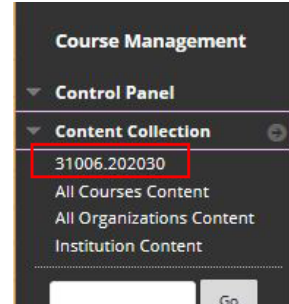 Course Management
Control Panel
Content Collection
31006.202030
All Courses Content
All Organizations Content
Institution Content
Go